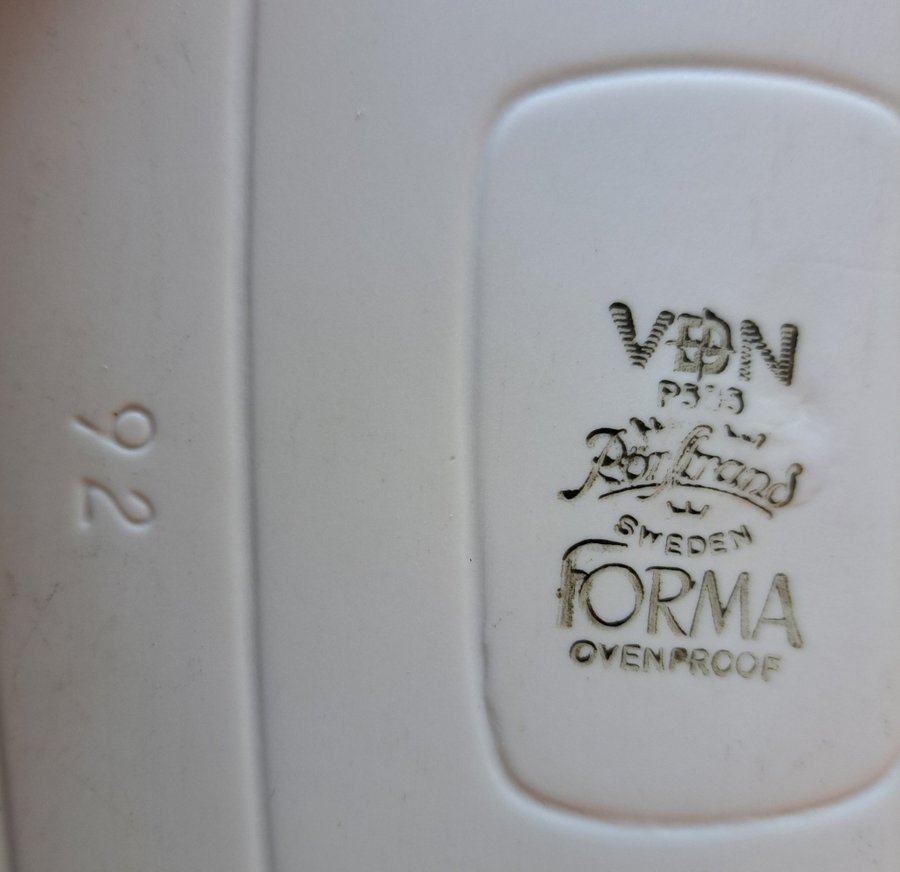 92
VDN
Rörstrand
SWEDEN
FORMA
OVENPROOF